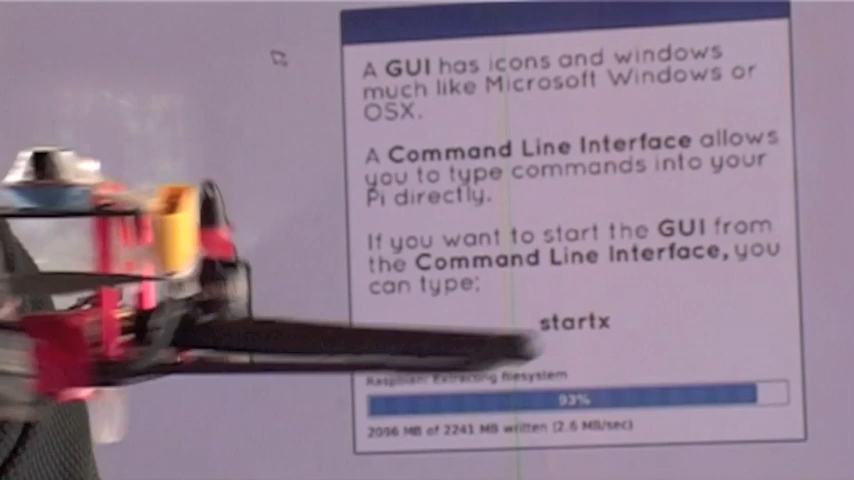 A GUI has icons and windows
much like Microsoft Windows or
OSX.
A Command Line Interface allows
you to type commands into your
Pi directly.
If you want to start the GUI from
the Command Line Interface, you
can type:
startx
Raspbian: Extracting filesystem
93%
2096 MB of 2241 MB written (2.6 MB/sec)